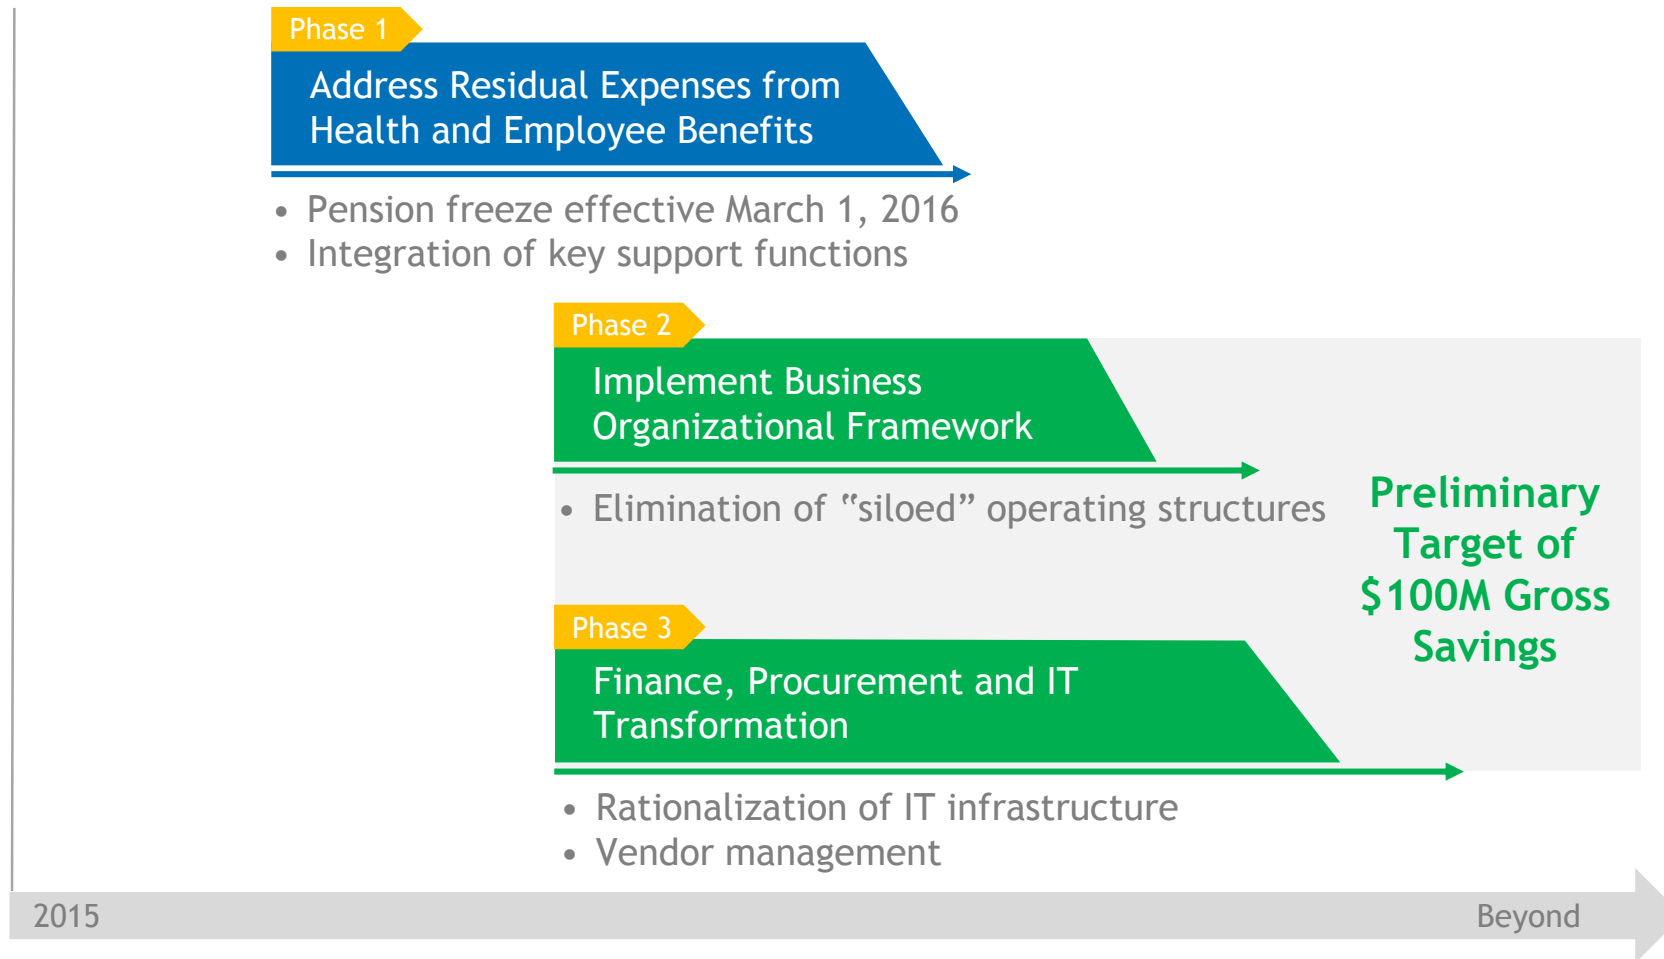 Phase 1
Address Residual Expenses from
Health and Employee Benefits
• Pension freeze effective March 1, 2016
• Integration of key support functions
Phase 2
Implement Business
Organizational Framework
• Elimination of “siloed” operating structures
Preliminary
Target of
$100M Gross
Savings
Phase 3
Finance, Procurement and IT
Transformation
• Rationalization of IT infrastructure
• Vendor management
2015
Beyond